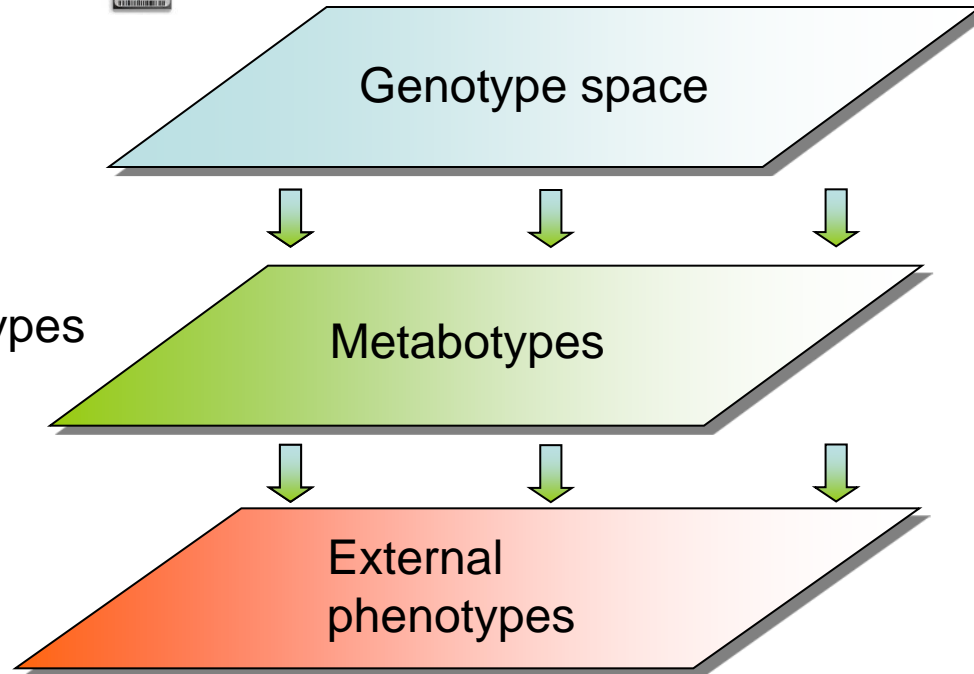 Genotype space
ypes
Metabotypes
External
phenotypes